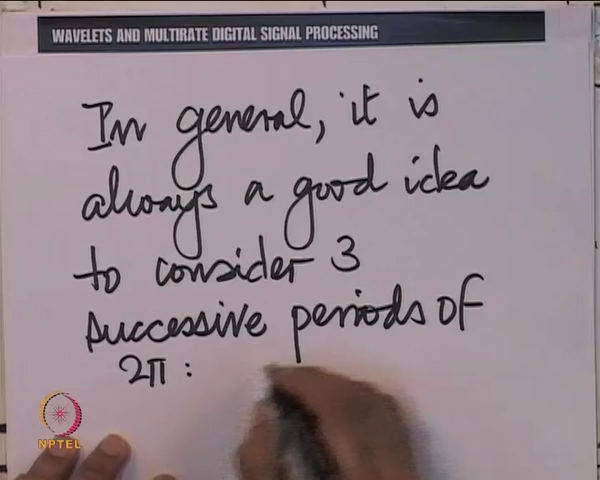 WAVELETS AND MULTIRATE DIGITAL SIGNAL PROCESSING
In general, it is
always a good idea
to consider 3
successive periods of
2π :
NPTEL